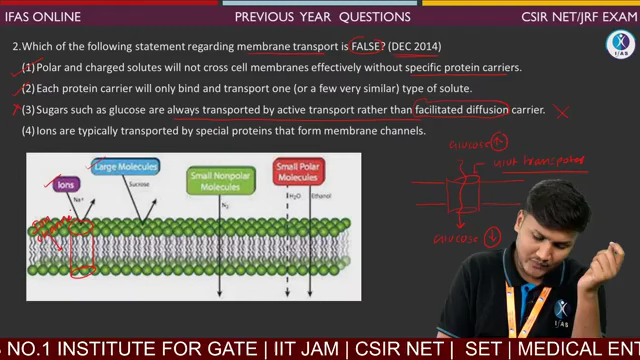 IFAS ONLINE
PREVIOUS YEAR QUESTIONS
CSIR NET/JRF EXAM
2.Which of the following statement regarding membrane transport is FALSE? (DEC 2014)
(1) Polar and charged solutes will not cross cell membranes effectively without specific protein carriers.
(2) Each protein carrier will only bind and transport one (or a few very similar) type of solute.
(3) Sugars such as glucose are always transported by active transport rather than facilitated diffusion carrier.
(4) Ions are typically transported by special proteins that form membrane channels.
Glucose
transporter
Glucose
Ions
Large Molecules
Small Nonpolar Molecules
Small Polar Molecules
Na⁺
Sucrose
N₂
H₂O
Ethanol
IFAS
S NO.1 INSTITUTE FOR GATE | IIT JAM | CSIR NET | SET | MEDICAL ENT